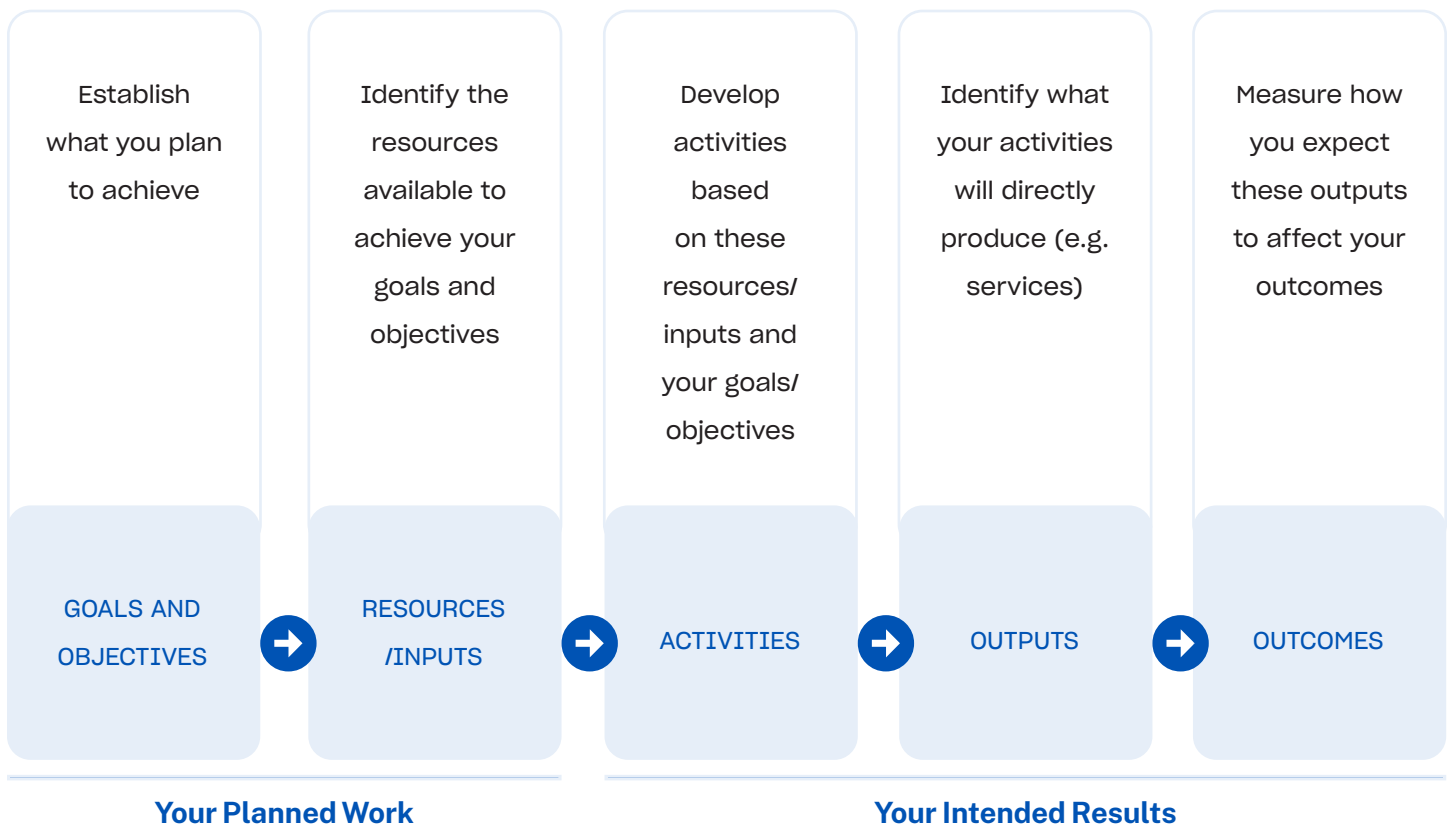 Establish
what you plan
to achieve
Identify the
resources
available to
achieve your
goals and
objectives
Develop
activities
based
on these
resources/
inputs and
your goals/
objectives
Identify what
your activities
will directly
produce (e.g.
services)
Measure how
you expect
these outputs
to affect your
outcomes
GOALS AND
OBJECTIVES
RESOURCES
/INPUTS
ACTIVITIES
OUTPUTS
OUTCOMES
Your Planned Work
Your Intended Results